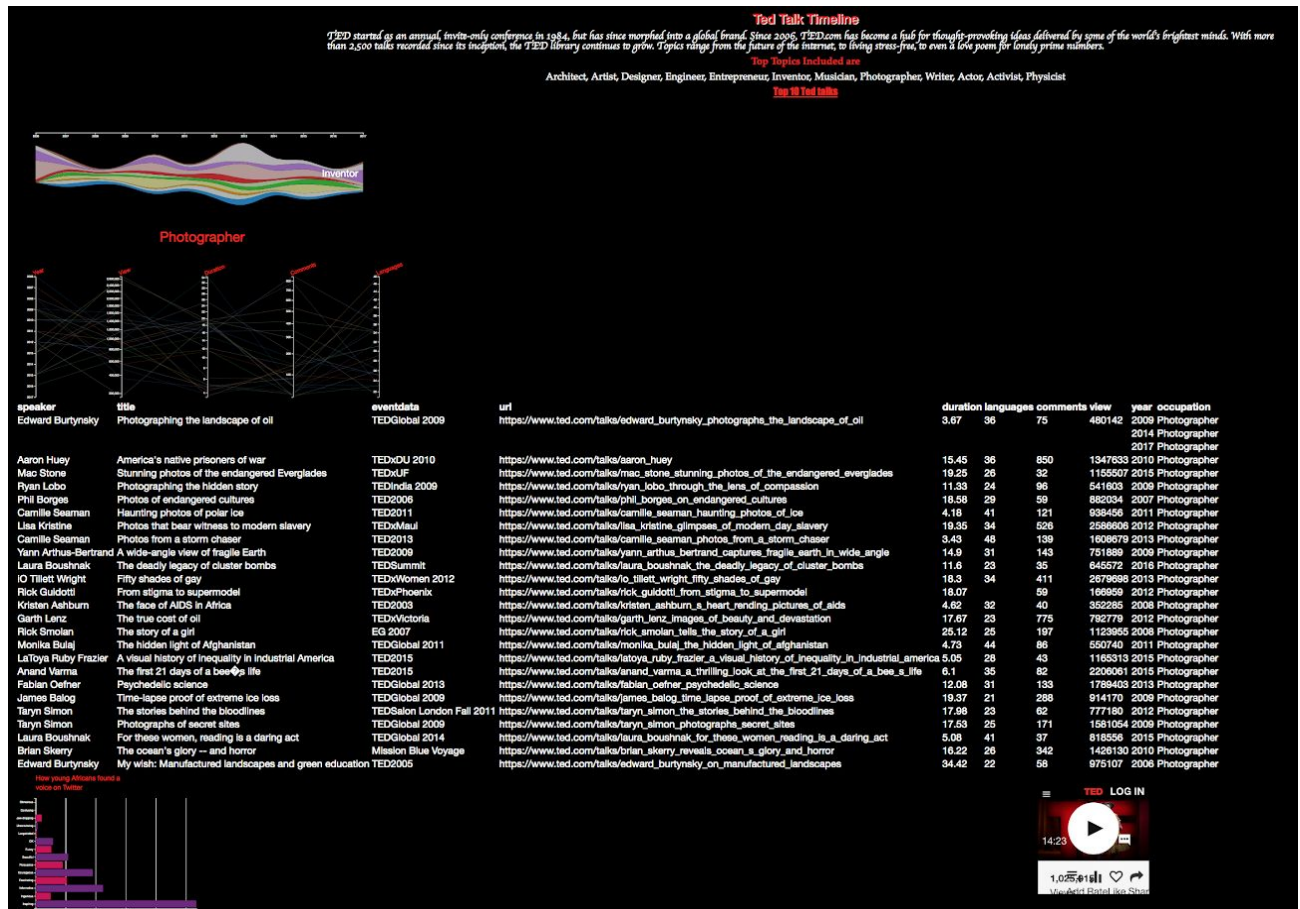 Ted Talk Timeline
TED started as an annual, invite-only conference in 1984, but has since morphed into a global brand. Since 2006, TED.com has become a hub for thought-provoking ideas delivered by some of the world's brightest minds. With more
than 2,500 talks recorded since its inception, the TED library continues to grow. Topics range from the future of the internet, to living stress-free, to even a love poem for lonely prime numbers.
Top Topics Included are
Architect, Artist, Designer, Engineer, Entrepreneur, Inventor, Musician, Photographer, Writer, Actor, Activist, Physicist
Top 10 Ted talks
Inventor
Photographer
Year View Duration Comments Languages
speaker title eventdata url duration languages comments view year occupation
Edward Burtynsky Photographing the landscape of oil TEDGlobal 2009 https://www.ted.com/talks/edward_burtynsky_photographs_the_landscape_of_oil 3.67 36 75 480142 2009 Photographer
2014 Photographer
2017 Photographer
Aaron Huey America's native prisoners of war TEDxDU 2010 https://www.ted.com/talks/aaron_huey 15.45 36 850 1347633 2010 Photographer
Mac Stone Stunning photos of the endangered Everglades TEDxUF https://www.ted.com/talks/mac_stone_stunning_photos_of_the_endangered_everglades 19.25 26 32 1155507 2015 Photographer
Ryan Lobo Photographing the hidden story TEDIndia 2009 https://www.ted.com/talks/ryan_lobo_through_the_lens_of_compassion 11.33 24 96 541603 2009 Photographer
Phil Borges Photos of endangered cultures TED2006 https://www.ted.com/talks/phil_borges_on_endangered_cultures 18.58 29 59 882034 2007 Photographer
Camille Seaman Haunting photos of polar ice TED2011 https://www.ted.com/talks/camille_seaman_haunting_photos_of_ice 4.18 41 121 938456 2011 Photographer
Lisa Kristine Photos that bear witness to modern slavery TEDxMaui https://www.ted.com/talks/lisa_kristine_glimpses_of_modern_day_slavery 19.35 34 526 2586606 2012 Photographer
Camille Seaman Photos from a storm chaser TED2013 https://www.ted.com/talks/camille_seaman_photos_from_a_storm_chaser 3.43 48 139 1608679 2013 Photographer
Yann Arthus-Bertrand A wide-angle view of fragile Earth TED2009 https://www.ted.com/talks/yann_arthus_bertrand_captures_fragile_earth_in_wide_angle 14.9 31 143 751889 2009 Photographer
Laura Boushnak The deadly legacy of cluster bombs TEDSummit https://www.ted.com/talks/laura_boushnak_the_deadly_legacy_of_cluster_bombs 11.6 23 35 645572 2016 Photographer
iO Tillett Wright Fifty shades of gay TEDxWomen 2012 https://www.ted.com/talks/io_tillett_wright_fifty_shades_of_gay 18.3 34 411 2679698 2013 Photographer
Rick Guidotti From stigma to supermodel TEDxPhoenix https://www.ted.com/talks/rick_guidotti_from_stigma_to_supermodel 18.07 59 166959 2012 Photographer
Kristen Ashburn The face of AIDS in Africa TED2003 https://www.ted.com/talks/kristen_ashburn_s_heart_rending_pictures_of_aids 4.62 32 40 352285 2008 Photographer
Garth Lenz The true cost of oil TEDxVictoria https://www.ted.com/talks/garth_lenz_images_of_beauty_and_devastation 17.67 23 775 792779 2012 Photographer
Rick Smolan The story of a girl EG 2007 https://www.ted.com/talks/rick_smolan_tells_the_story_of_a_girl 25.12 25 197 1123955 2008 Photographer
Monika Bulaj The hidden light of Afghanistan TEDGlobal 2011 https://www.ted.com/talks/monika_bulaj_the_hidden_light_of_afghanistan 4.73 44 86 550740 2011 Photographer
LaToya Ruby Frazier A visual history of inequality in industrial America TED2015 https://www.ted.com/talks/latoya_ruby_frazier_a_visual_history_of_inequality_in_industrial_america 5.05 28 43 1165313 2015 Photographer
Anand Varma The first 21 days of a bee�s life TED2015 https://www.ted.com/talks/anand_varma_a_thrilling_look_at_the_first_21_days_of_a_bee_s_life 6.1 35 82 2206061 2015 Photographer
Fabian Oefner Psychedelic science TEDGlobal 2013 https://www.ted.com/talks/fabian_oefner_psychedelic_science 12.08 31 133 1789403 2013 Photographer
James Balog Time-lapse proof of extreme ice loss TEDGlobal 2009 https://www.ted.com/talks/james_balog_time_lapse_proof_of_extreme_ice_loss 19.37 21 288 914170 2009 Photographer
Taryn Simon The stories behind the bloodlines TEDSalon London Fall 2011 https://www.ted.com/talks/taryn_simon_the_stories_behind_the_bloodlines 17.98 23 62 777180 2012 Photographer
Taryn Simon Photographs of secret sites TEDGlobal 2009 https://www.ted.com/talks/taryn_simon_photographs_secret_sites 17.53 25 171 1581054 2009 Photographer
Laura Boushnak For these women, reading is a daring act TEDGlobal 2014 https://www.ted.com/talks/laura_boushnak_for_these_women_reading_is_a_daring_act 5.08 41 37 818556 2015 Photographer
Brian Skerry The ocean's glory -- and horror Mission Blue Voyage https://www.ted.com/talks/brian_skerry_reveals_ocean_s_glory_and_horror 16.22 26 342 1426130 2010 Photographer
Edward Burtynsky My wish: Manufactured landscapes and green education TED2005 https://www.ted.com/talks/edward_burtynsky_on_manufactured_landscapes 34.42 22 58 975107 2006 Photographer
How young Africans found a
voice on Twitter
TED LOG IN
14:23
Add Rate Like Shar